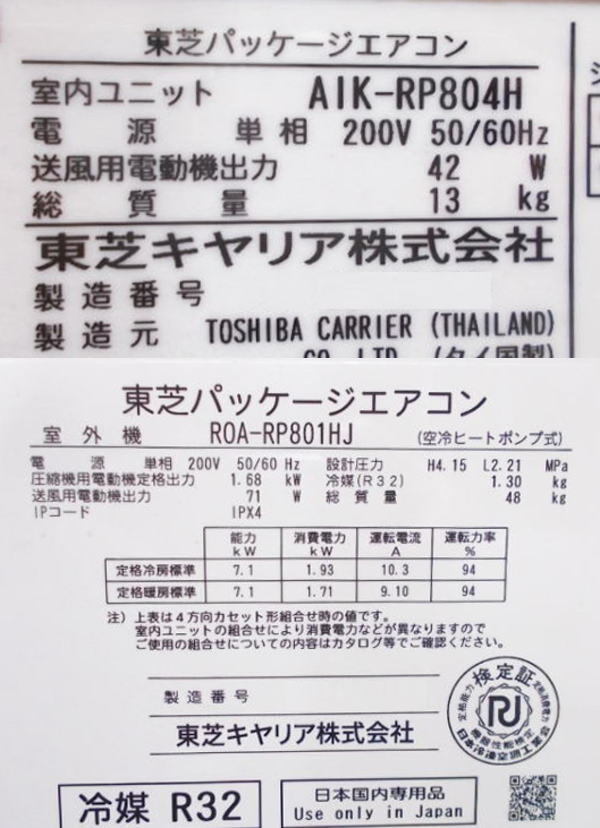 東芝パッケージエアコン
室内ユニット AIK-RP804H
電源 単相 200V 50/60Hz
送風用電動機出力 42 W
総質量 13 kg
東芝キヤリア株式会社
製造番号
製造元 TOSHIBA CARRIER (THAILAND)
CO.,LTD. (タイ国製)
東芝パッケージエアコン
室外機 ROA-RP801HJ (空冷ヒートポンプ式)
電源 単相 200V 50/60 Hz 設計圧力 H4.15 L2.21 MPa
圧縮機用電動機定格出力 1.68 kW 冷媒(R32) 1.30 kg
送風用電動機出力 71 W 総質量 48 kg
IPコード IPX4
能力 kW 消費電力 kW 運転電流 A 運転力率 %
定格冷房標準 7.1 1.93 10.3 94
定格暖房標準 7.1 1.71 9.10 94
注）上表は４方向カセット形組合せ時の値です。
室内ユニットの組合せにより消費電力などが異なりますので
ご使用の組合せについての内容はカタログ等でご確認ください。
製造番号
東芝キヤリア株式会社
検定証
冷媒 R32
日本国内専用品
Use only in Japan